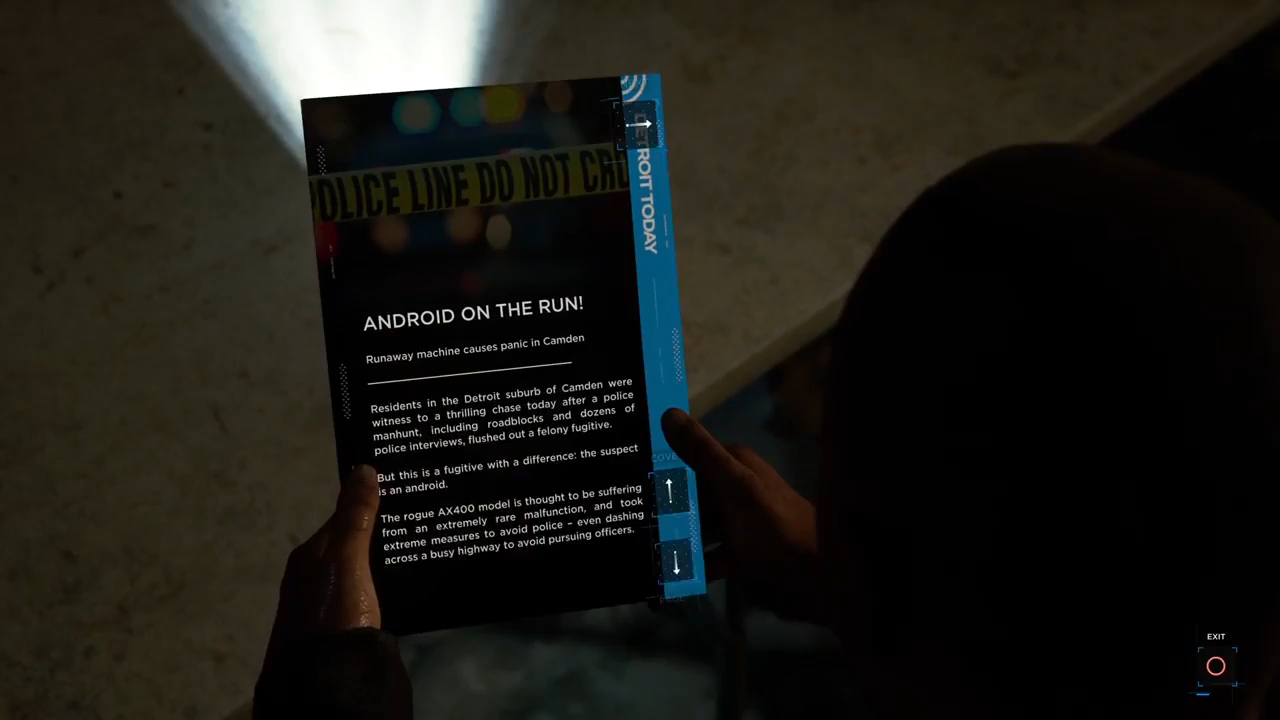 POLICE LINE DO NOT CRO
DETROIT TODAY
ANDROID ON THE RUN!
Runaway machine causes panic in Camden
Residents in the Detroit suburb of Camden were
witness to a thrilling chase today after a police
manhunt, including roadblocks and dozens of
police interviews, flushed out a felony fugitive.
But this is a fugitive with a difference: the suspect
is an android.
The rogue AX400 model is thought to be suffering
from an extremely rare malfunction, and took
extreme measures to avoid police – even dashing
across a busy highway to avoid pursuing officers.
EXIT